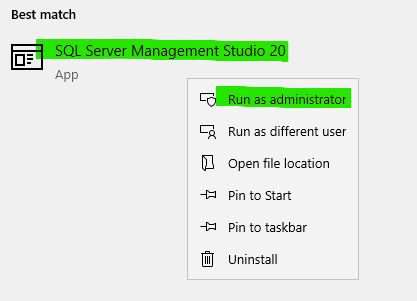 Best match
SQL Server Management Studio 20
App
Run as administrator
Run as different user
Open file location
Pin to Start
Pin to taskbar
Uninstall